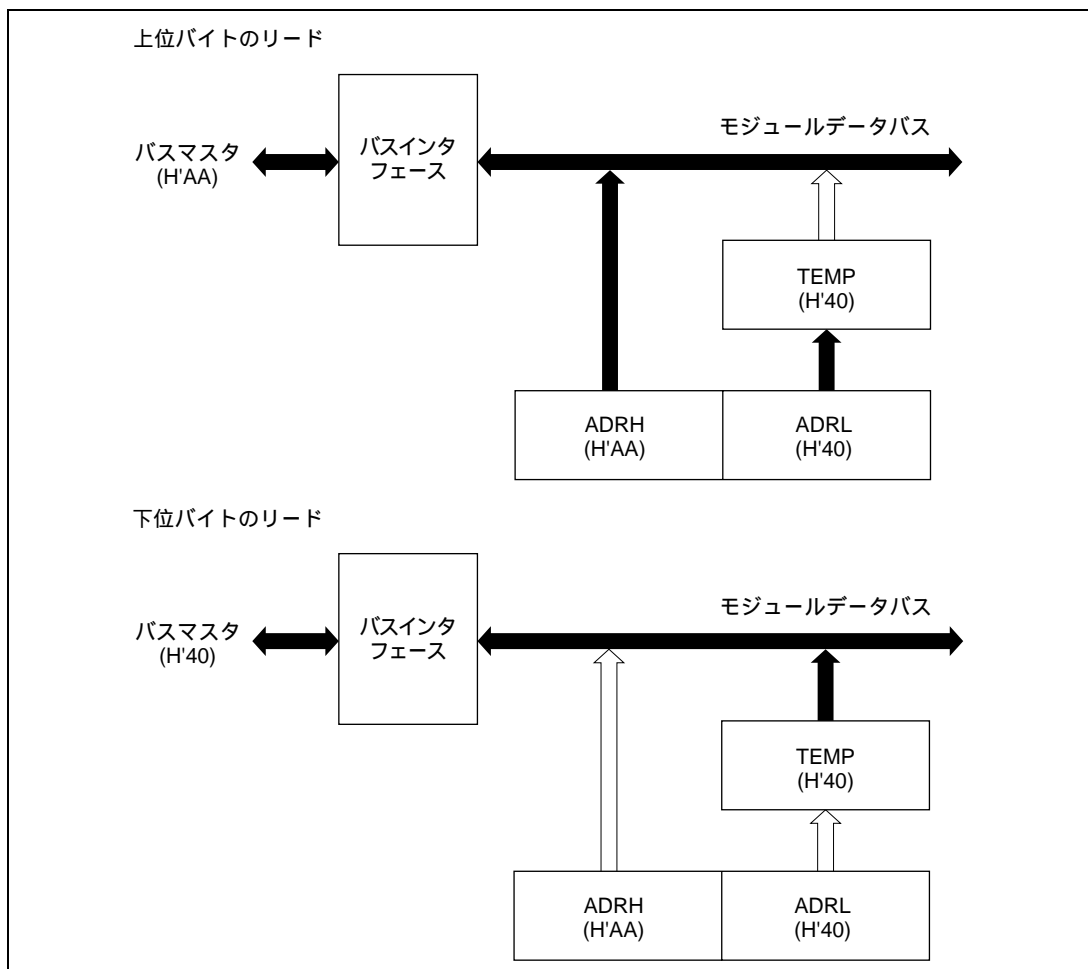 上位バイトのリード
バスマスタ
(H'AA)
バスインタ
フェース
モジュールデータバス
TEMP
(H'40)
ADRH
(H'AA)
ADRL
(H'40)
下位バイトのリード
バスマスタ
(H'40)
バスインタ
フェース
モジュールデータバス
TEMP
(H'40)
ADRH
(H'AA)
ADRL
(H'40)